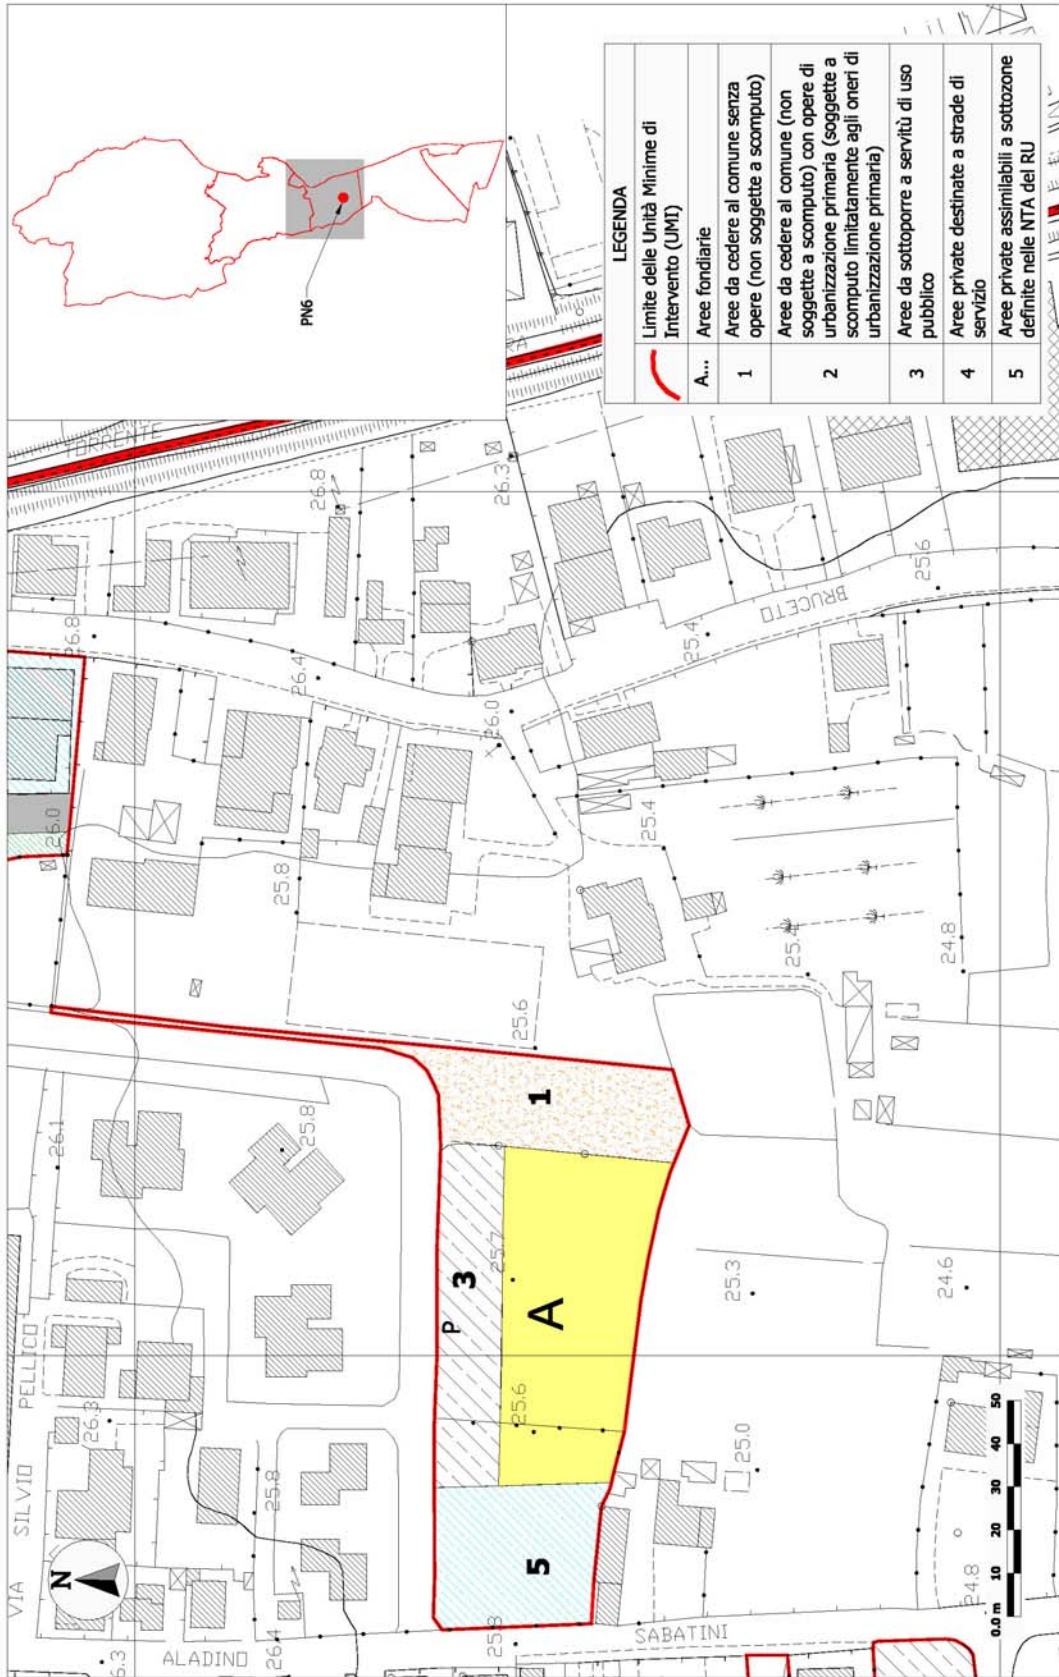 VIA SILVIO PELLICO
ALADINO
SABATINI
BRUCETO
TORRENTE
RA
N
26.3
26.4
26.3
26.1
25.8
25.8
26.0
26.8
26.8
26.3
26.4
26.0
25.8
25.6
25.4
25.4
25.6
24.8
25.7
25.6
25.3
24.6
25.0
24.8
5
3
P
A
1
0.0 m 10 20 30 40 50
PN6
LEGENDA
Limite delle Unità Minime di
Intervento (UMI)
A... Aree fondiarie
1 Aree da cedere al comune senza
opere (non soggette a scomputo)
2 Aree da cedere al comune (non
soggette a scomputo) con opere di
urbanizzazione primaria (soggette a
scomputo limitatamente agli oneri di
urbanizzazione primaria)
3 Aree da sottoporre a servitù di uso
pubblico
4 Aree private destinate a strade di
servizio
5 Aree private assimilabili a sottozone
definite nelle NTA del RU